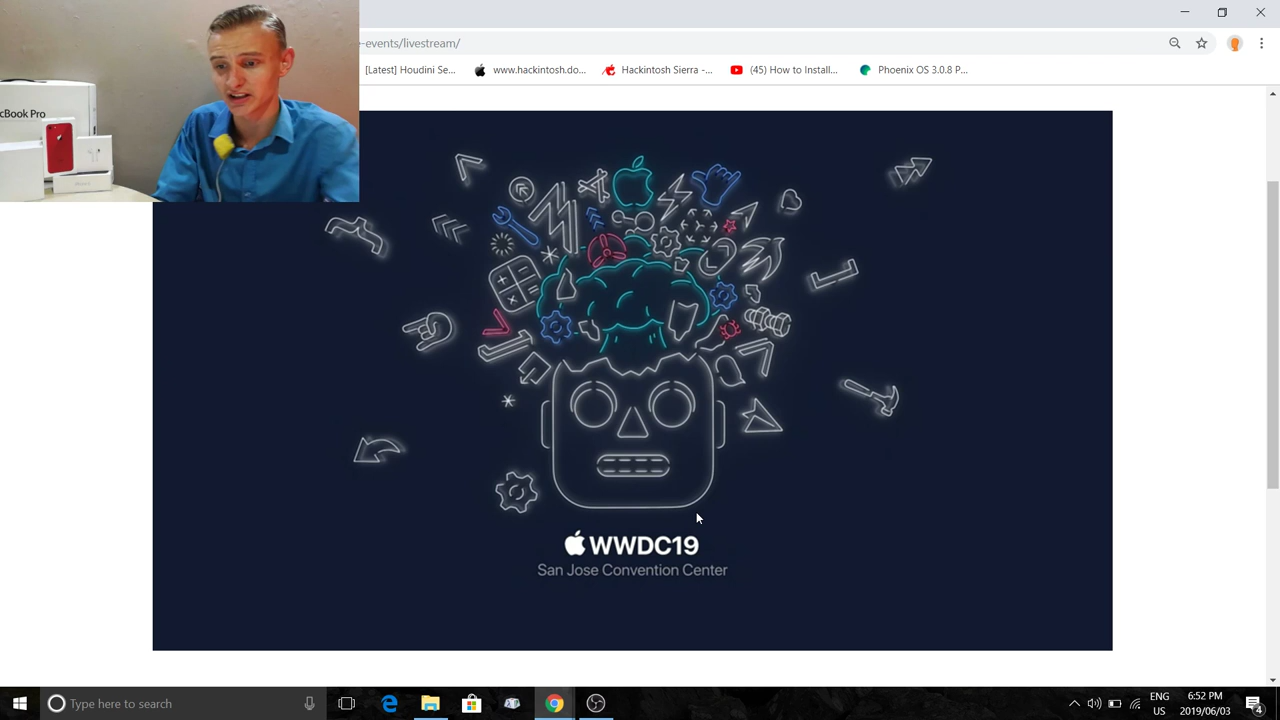 e-events/livestream/
[Latest] Houdini Se...
www.hackintosh.do...
Hackintosh Sierra -...
(45) How to Install...
Phoenix OS 3.0.8 P...
cBook Pro
WWDC19
San Jose Convention Center
Type here to search
ENG
US
6:52 PM
2019/06/03
4